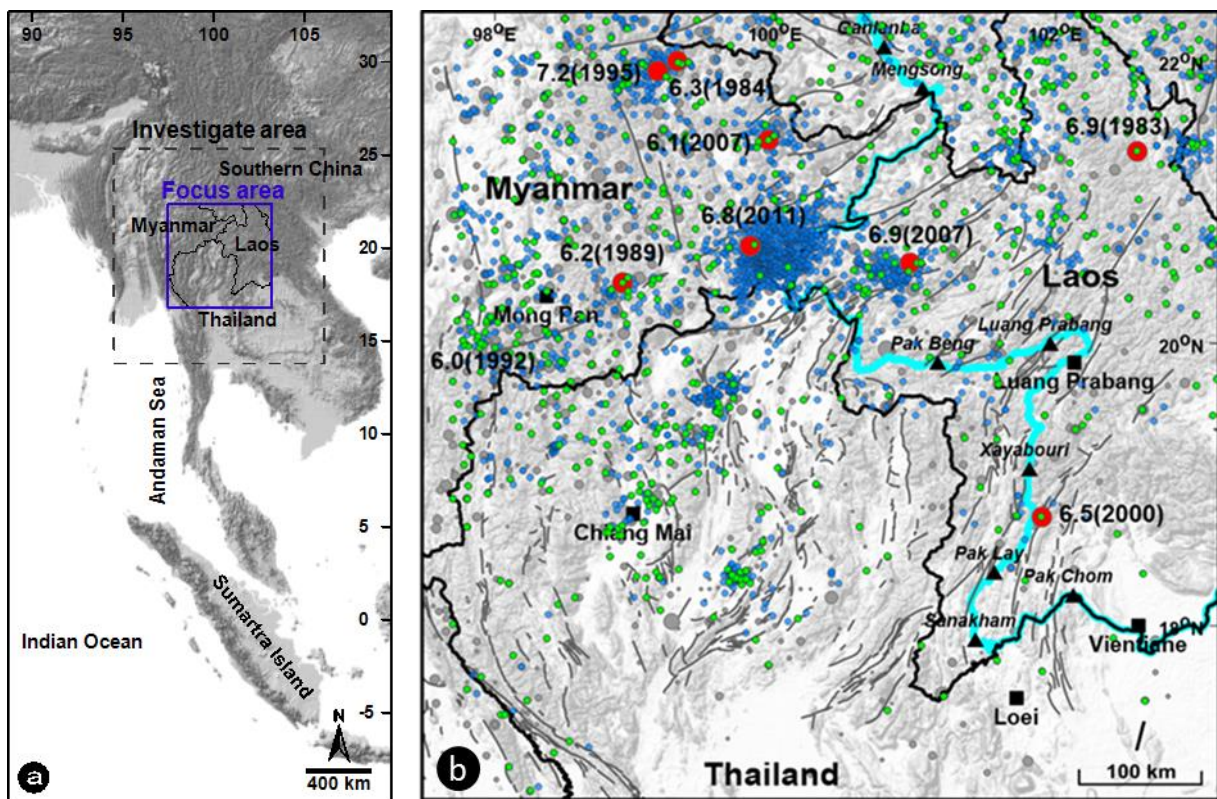 90
95
100
105
30
25
20
15
10
5
0
-5
Investigate area
Southern China
Focus area
Myanmar
Laos
Thailand
Andaman Sea
Indian Ocean
Sumartra Island
N
400 km
a
98°E
100°E
102°E
22°N
20°N
18°N
Canlanba
Mengsong
7.2(1995)
6.3(1984)
6.1(2007)
6.9(1983)
Myanmar
6.8(2011)
6.9(2007)
6.2(1989)
Laos
Mong Pan
Luang Prabang
Pak Beng
6.0(1992)
Luang Prabang
Xayabouri
6.5(2000)
Chiang Mai
Pak Lay
Pak Chom
Sanakham
Vientiane
Loei
Thailand
100 km
b